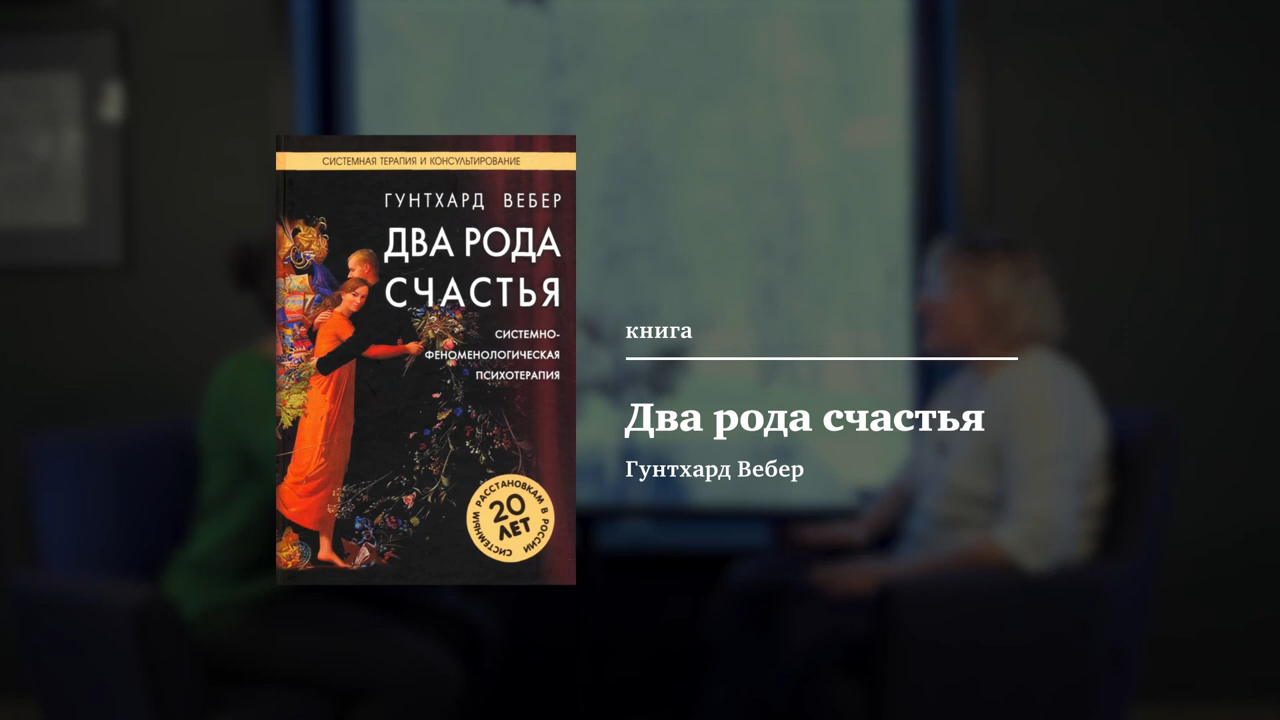 СИСТЕМНАЯ ТЕРАПИЯ И КОНСУЛЬТИРОВАНИЕ
ГУНТХАРД ВЕБЕР
ДВА РОДА
СЧАСТЬЯ
СИСТЕМНО-
ФЕНОМЕНОЛОГИЧЕСКАЯ
ПСИХОТЕРАПИЯ
СИСТЕМНЫМ РАССТАНОВКАМ В РОССИИ
20
ЛЕТ
книга
Два рода счастья
Гунтхард Вебер